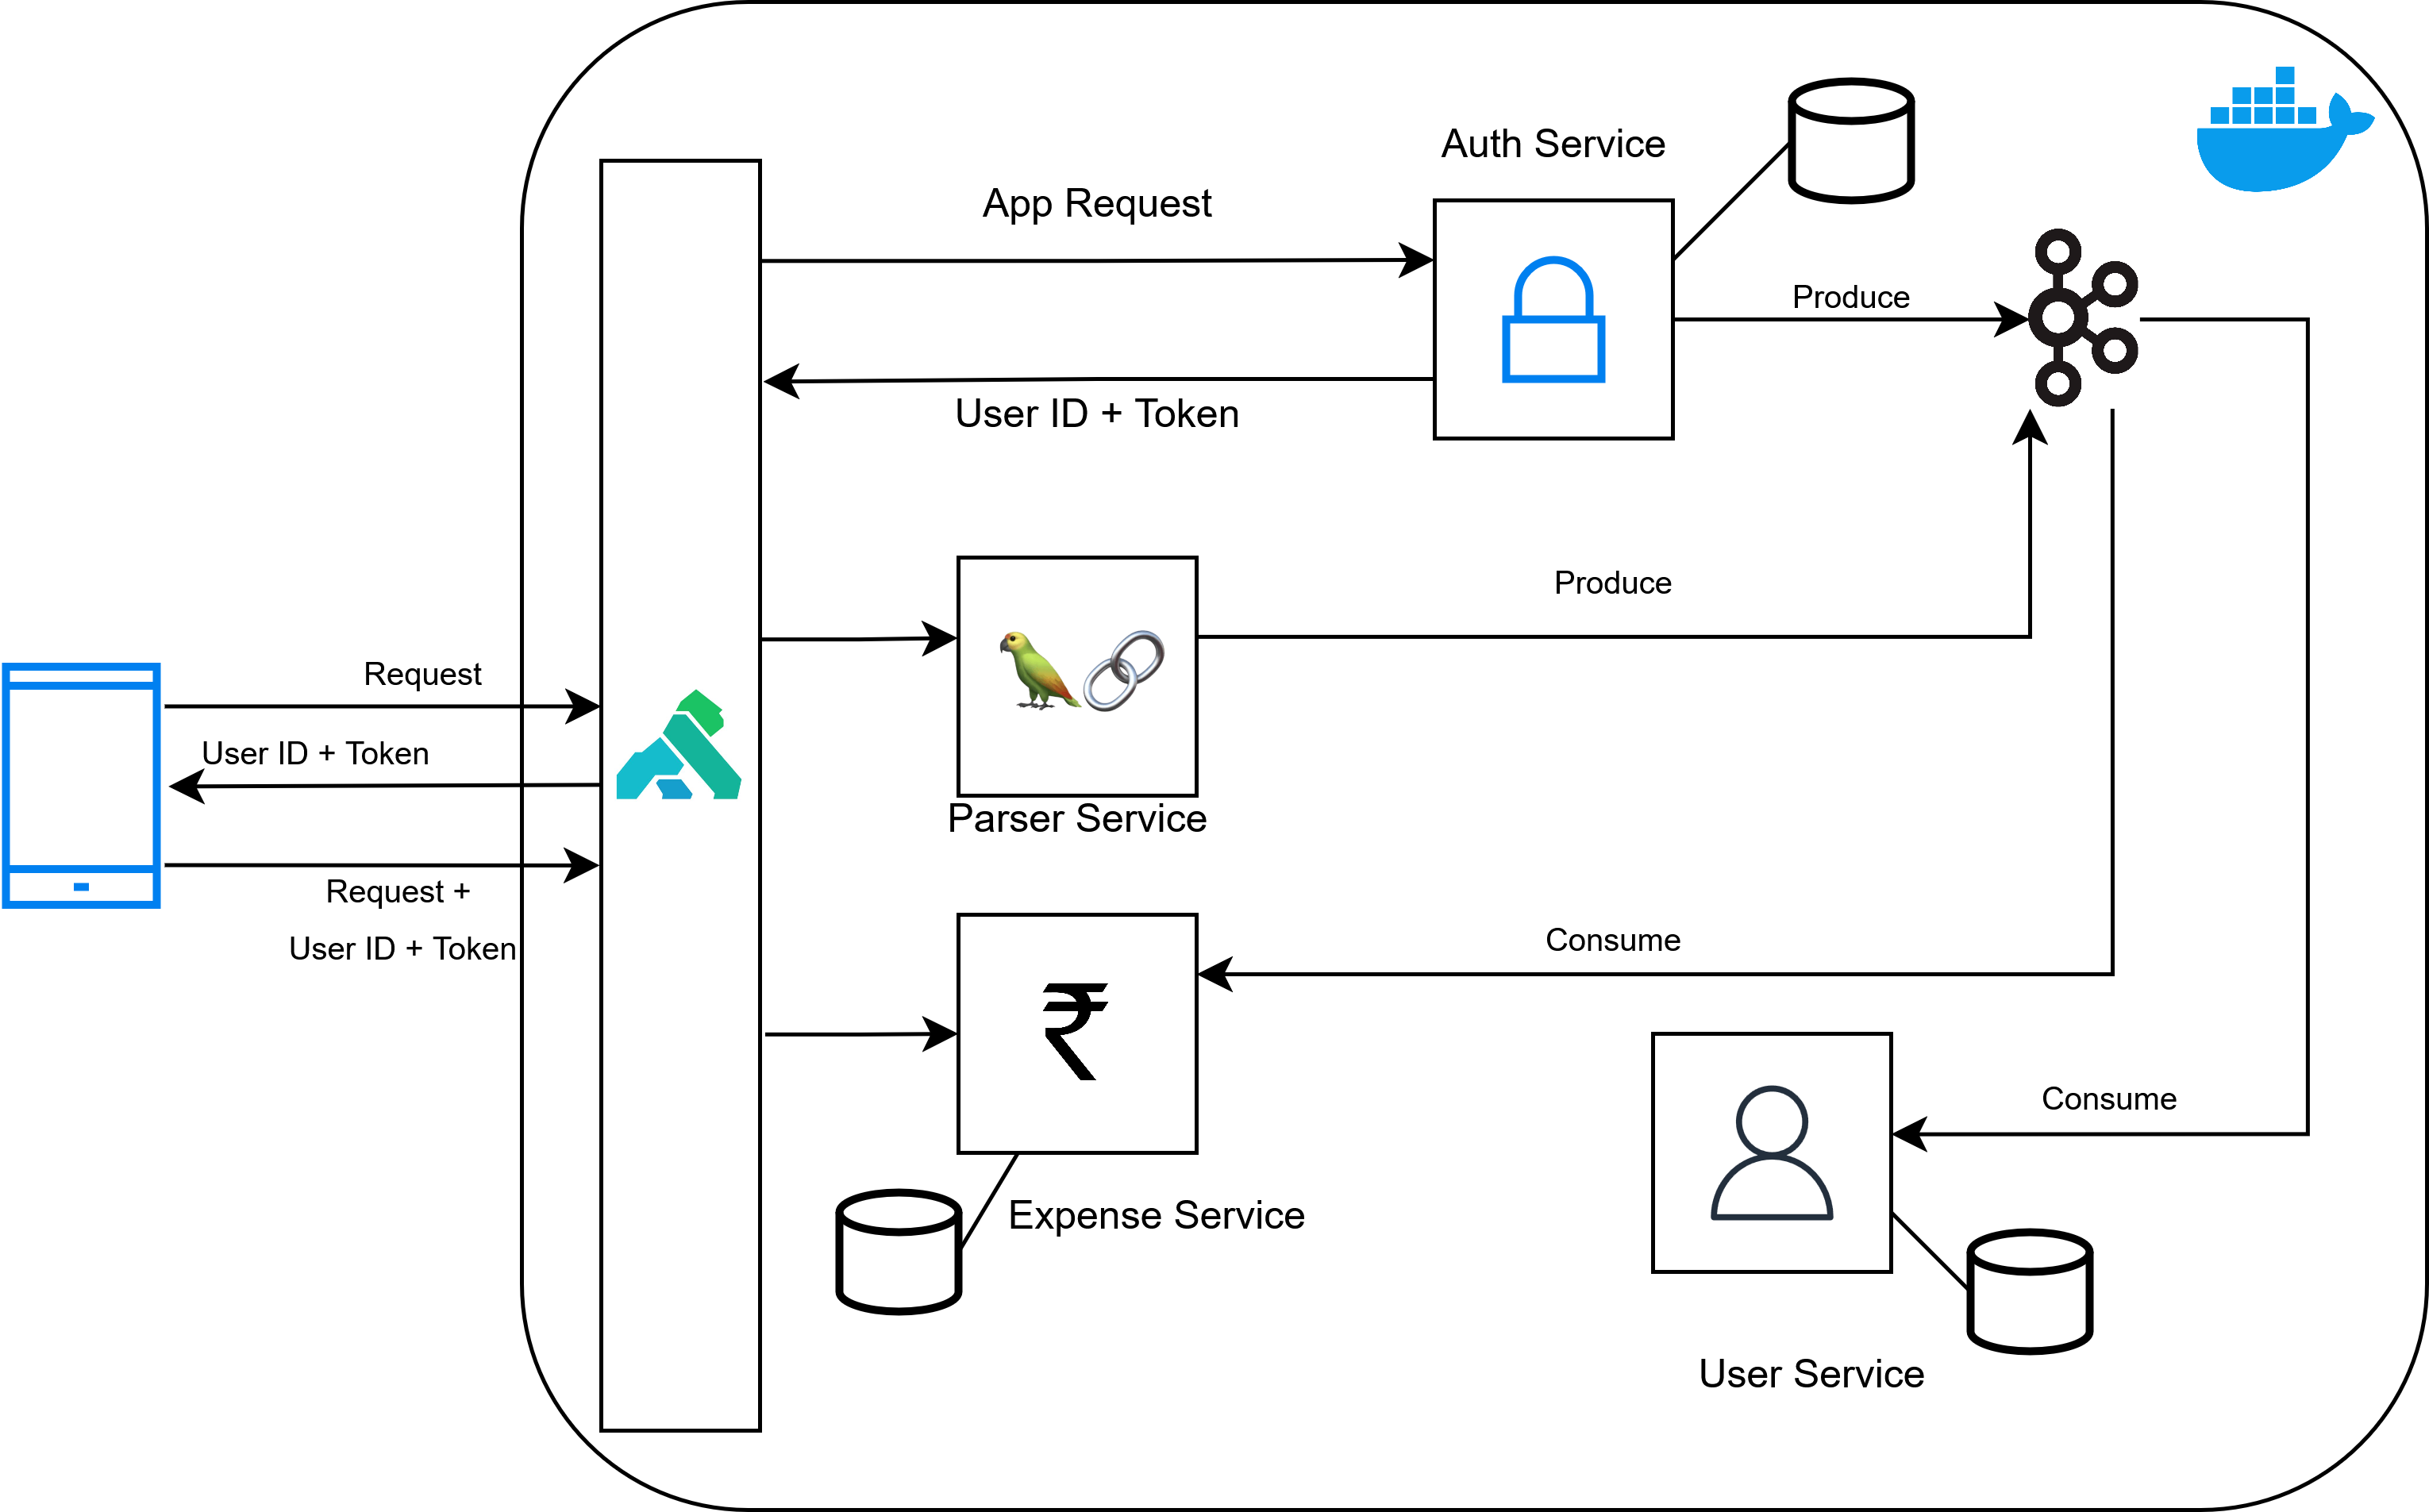 Auth Service
App Request
Produce
User ID + Token
Produce
Request
User ID + Token
Parser Service
Request +
User ID + Token
Consume
₹
Consume
Expense Service
User Service